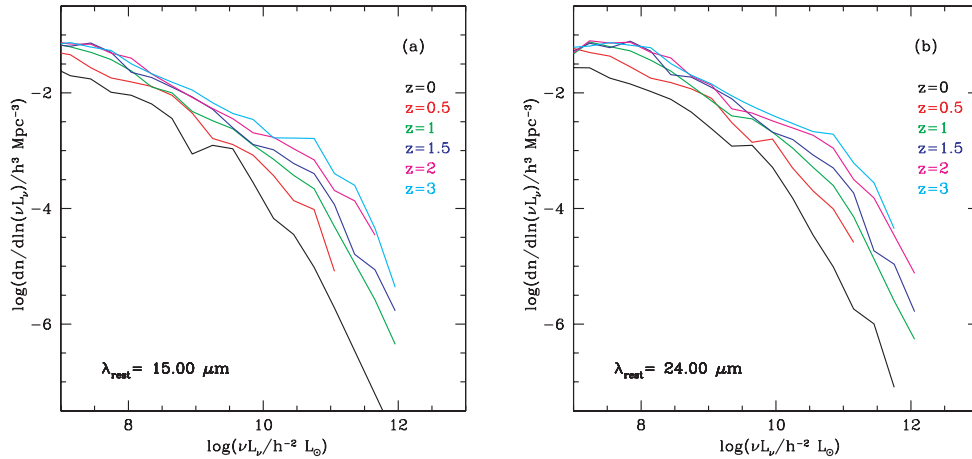 (a)
z=0
z=0.5
z=1
z=1.5
z=2
z=3
λrest= 15.00 μm
log(dn/dln(νLν)/h³ Mpc⁻³)
-2
-4
-6
8
10
12
log(νLν/h⁻² L⊙)
(b)
z=0
z=0.5
z=1
z=1.5
z=2
z=3
λrest= 24.00 μm
log(dn/dln(νLν)/h³ Mpc⁻³)
-2
-4
-6
8
10
12
log(νLν/h⁻² L⊙)